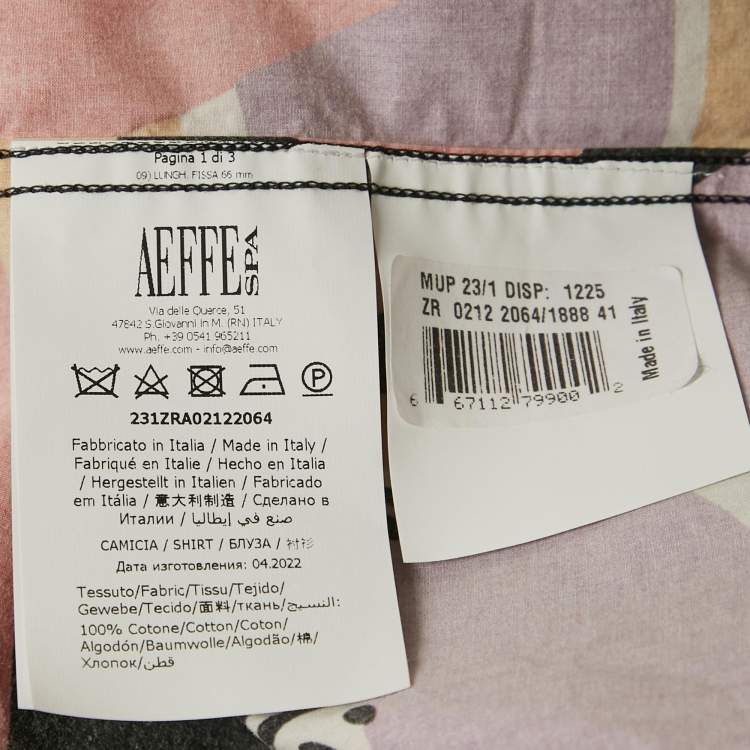 Pagina 1 di 3
09) LUNGH. FISSA 66 mm
AEFFE SPA
Via delle Querce, 51
47842 S.Giovanni in M. (RN) ITALY
Ph. +39 0541 965211
www.aeffe.com - info@aeffe.com
231ZRA02122064
Fabbricato in Italia / Made in Italy /
Fabriqué en Italie / Hecho en Italia
/ Hergestellt in Italien / Fabricado
em Itália / 意大利制造 / Сделано в
Италии / صنع في إيطاليا
CAMICIA / SHIRT / БЛУЗА / 衬衫
Дата изготовления: 04.2022
Tessuto/Fabric/Tissu/Tejido/
Gewebe/Tecido/面料/ткань/النسيج:
100% Cotone/Cotton/Coton/
Algodón/Baumwolle/Algodão/棉/
Хлопок/قطن
MUP 23/1 DISP: 1225
ZR 0212 2064/1888 41
Made in Italy
6 67112 79900 2